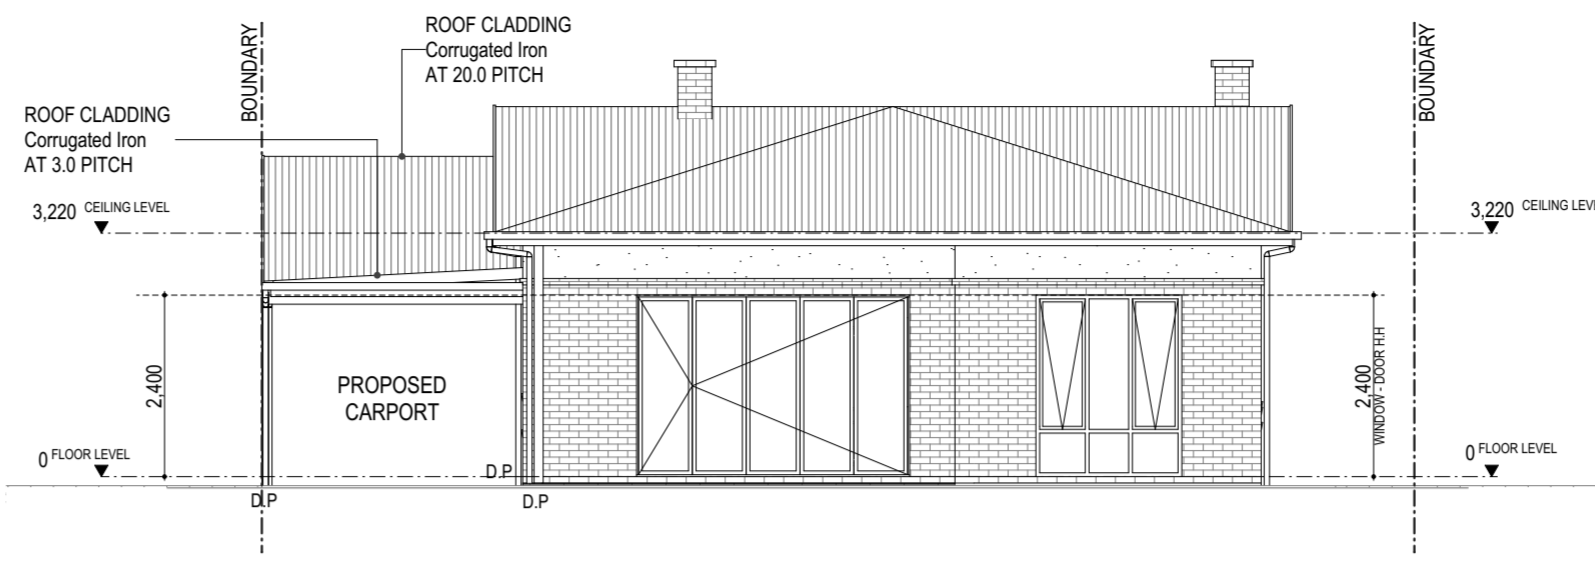 BOUNDARY
ROOF CLADDING
Corrugated Iron
AT 20.0 PITCH
BOUNDARY
ROOF CLADDING
Corrugated Iron
AT 3.0 PITCH
3,220 CEILING LEVEL
3,220 CEILING LEVE
2,400
PROPOSED
CARPORT
2,400
WINDOW - DOOR H.H
0 FLOOR LEVEL
D.P
0 FLOOR LEVEL
D.P
D.P